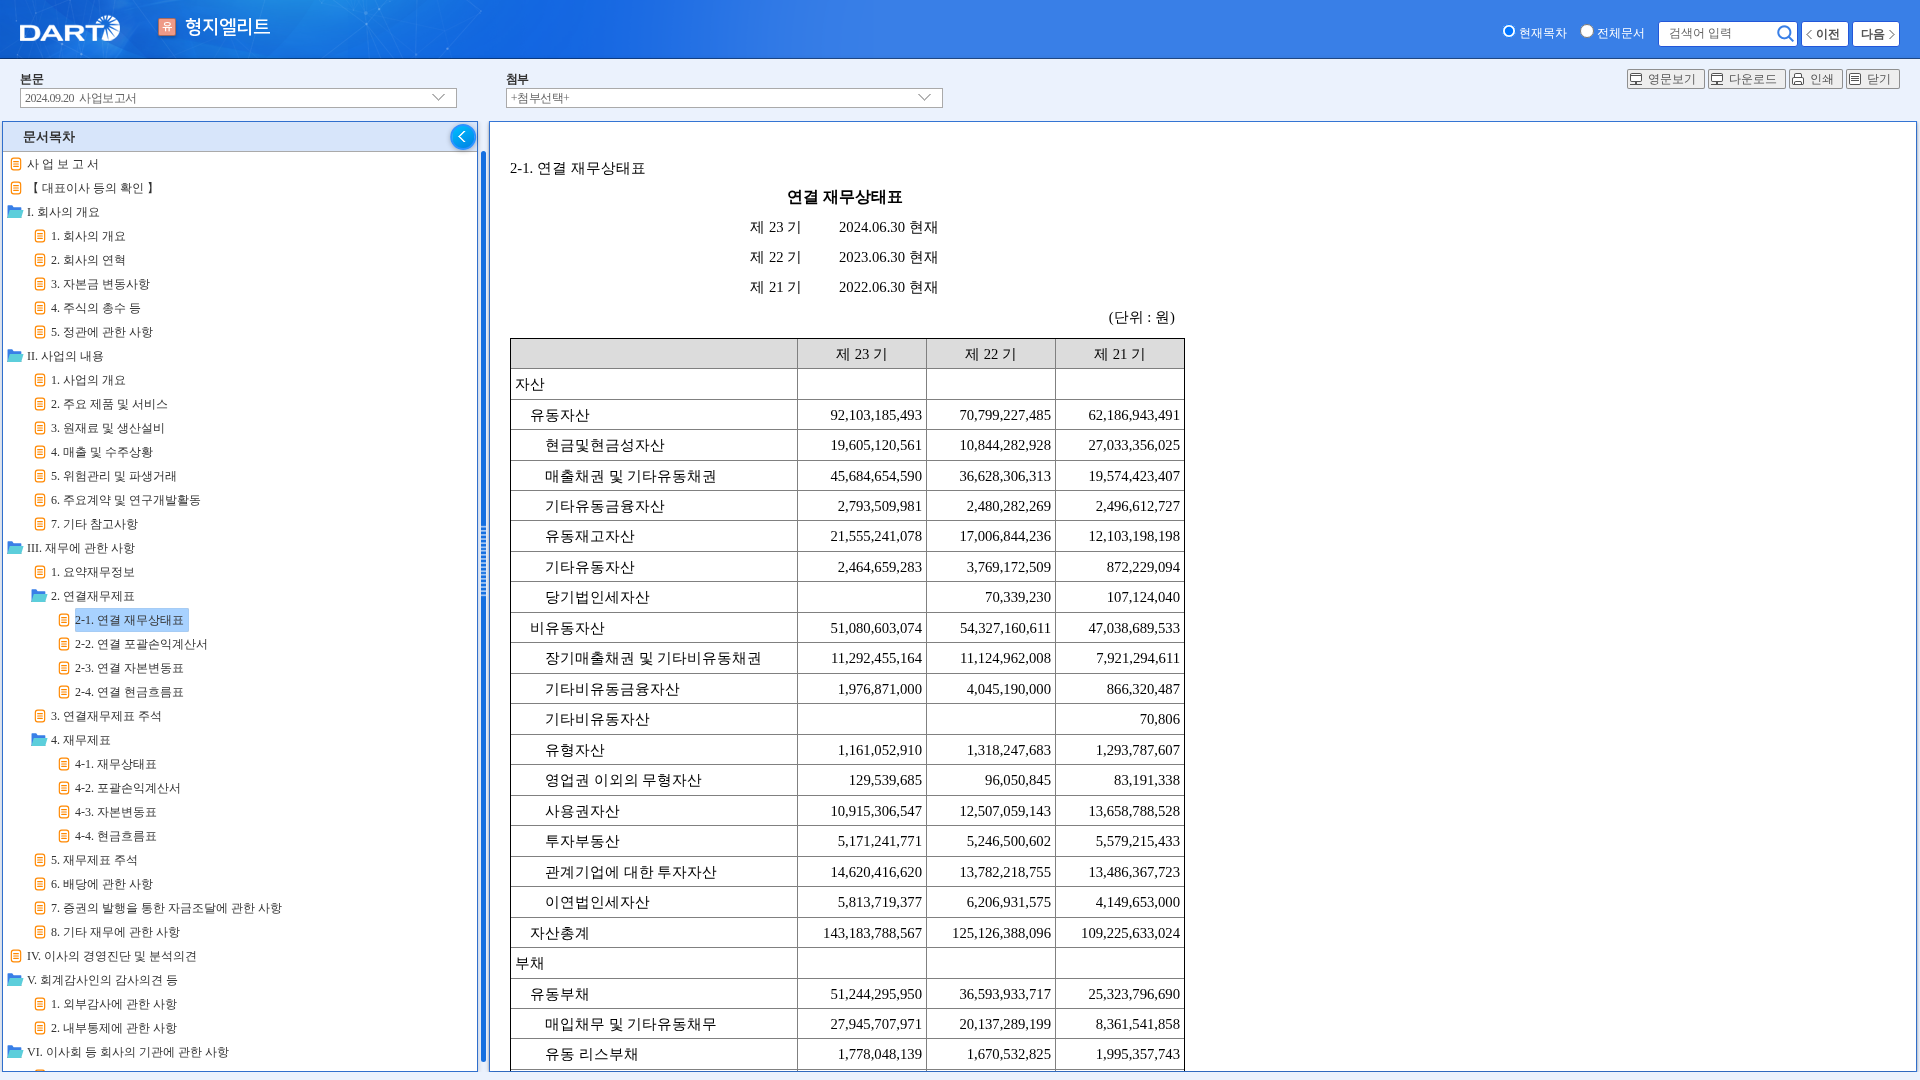 DART
유 형지엘리트
현재목차 전체문서 검색어 입력 이전 다음
본문
2024.09.20 사업보고서
첨부
+첨부선택+
영문보기 다운로드 인쇄 닫기
문서목차
사 업 보 고 서
【 대표이사 등의 확인 】
I. 회사의 개요
1. 회사의 개요
2. 회사의 연혁
3. 자본금 변동사항
4. 주식의 총수 등
5. 정관에 관한 사항
II. 사업의 내용
1. 사업의 개요
2. 주요 제품 및 서비스
3. 원재료 및 생산설비
4. 매출 및 수주상황
5. 위험관리 및 파생거래
6. 주요계약 및 연구개발활동
7. 기타 참고사항
III. 재무에 관한 사항
1. 요약재무정보
2. 연결재무제표
2-1. 연결 재무상태표
2-2. 연결 포괄손익계산서
2-3. 연결 자본변동표
2-4. 연결 현금흐름표
3. 연결재무제표 주석
4. 재무제표
4-1. 재무상태표
4-2. 포괄손익계산서
4-3. 자본변동표
4-4. 현금흐름표
5. 재무제표 주석
6. 배당에 관한 사항
7. 증권의 발행을 통한 자금조달에 관한 사항
8. 기타 재무에 관한 사항
IV. 이사의 경영진단 및 분석의견
V. 회계감사인의 감사의견 등
1. 외부감사에 관한 사항
2. 내부통제에 관한 사항
VI. 이사회 등 회사의 기관에 관한 사항
2-1. 연결 재무상태표
연결 재무상태표
제 23 기 2024.06.30 현재
제 22 기 2023.06.30 현재
제 21 기 2022.06.30 현재
(단위 : 원)
제 23 기 제 22 기 제 21 기
자산
유동자산 92,103,185,493 70,799,227,485 62,186,943,491
현금및현금성자산 19,605,120,561 10,844,282,928 27,033,356,025
매출채권 및 기타유동채권 45,684,654,590 36,628,306,313 19,574,423,407
기타유동금융자산 2,793,509,981 2,480,282,269 2,496,612,727
유동재고자산 21,555,241,078 17,006,844,236 12,103,198,198
기타유동자산 2,464,659,283 3,769,172,509 872,229,094
당기법인세자산 70,339,230 107,124,040
비유동자산 51,080,603,074 54,327,160,611 47,038,689,533
장기매출채권 및 기타비유동채권 11,292,455,164 11,124,962,008 7,921,294,611
기타비유동금융자산 1,976,871,000 4,045,190,000 866,320,487
기타비유동자산 70,806
유형자산 1,161,052,910 1,318,247,683 1,293,787,607
영업권 이외의 무형자산 129,539,685 96,050,845 83,191,338
사용권자산 10,915,306,547 12,507,059,143 13,658,788,528
투자부동산 5,171,241,771 5,246,500,602 5,579,215,433
관계기업에 대한 투자자산 14,620,416,620 13,782,218,755 13,486,367,723
이연법인세자산 5,813,719,377 6,206,931,575 4,149,653,000
자산총계 143,183,788,567 125,126,388,096 109,225,633,024
부채
유동부채 51,244,295,950 36,593,933,717 25,323,796,690
매입채무 및 기타유동채무 27,945,707,971 20,137,289,199 8,361,541,858
유동 리스부채 1,778,048,139 1,670,532,825 1,995,357,743